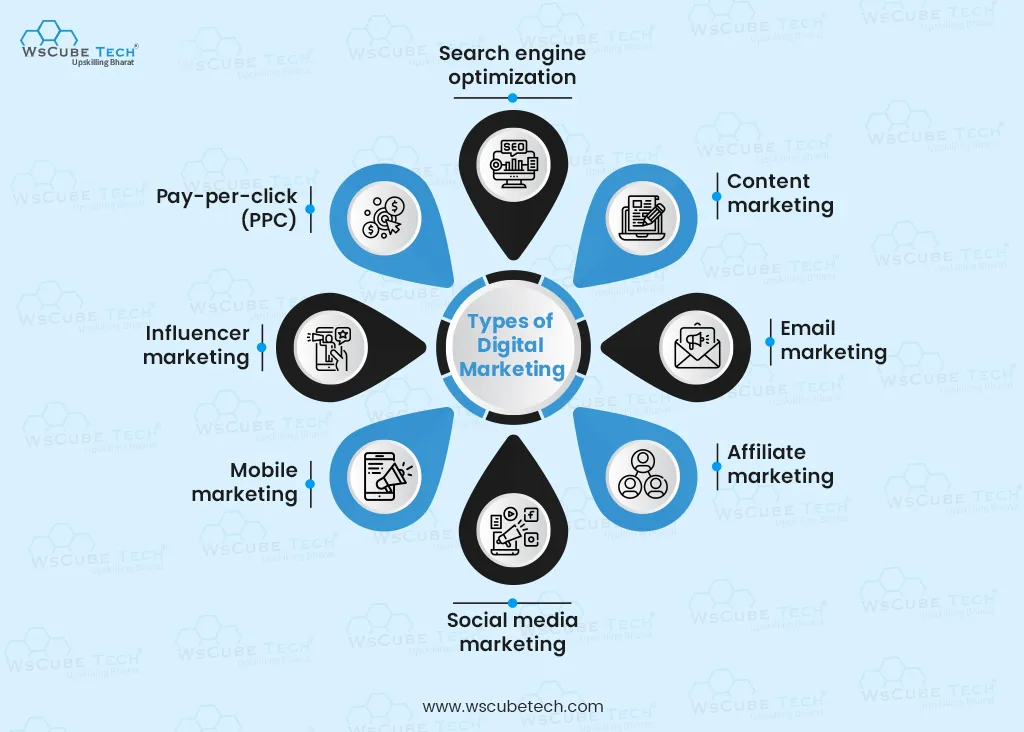 WsCube Tech®
Upskilling Bharat
Search engine
optimization
SEO
Content
marketing
Pay-per-click
(PPC)
Types of
Digital
Marketing
Influencer
marketing
Email
marketing
Mobile
marketing
Affiliate
marketing
Social media
marketing
www.wscubetech.com